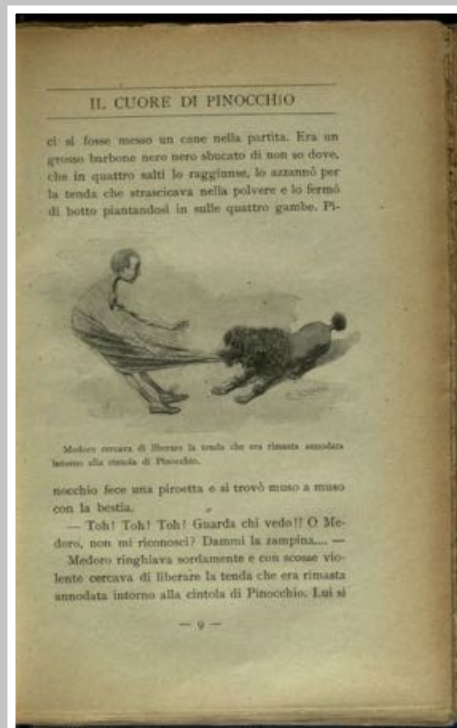 IL CUORE DI PINOCCHIO
ci si fosse messo un cane nella partita. Era un
grosso barbone nero nero sbucato di non so dove,
che in quattro salti lo raggiunse, lo azzannò per
la tenda che strascicava nella polvere e lo fermò
di botto piantandosi in sulle quattro gambe. Pi-
Medoro cercava di liberare la tenda che era rimasta annodata
intorno alla cintola di Pinocchio.
nocchio fece una piroetta e si trovò muso a muso
con la bestia.
— Toh! Toh! Toh! Guarda chi vedo!! O Me-
doro, non mi riconosci? Dammi la zampina.... —
Medoro ringhiava sordamente e con scosse vio-
lente cercava di liberare la tenda che era rimasta
annodata intorno alla cintola di Pinocchio. Lui si
— 9 —